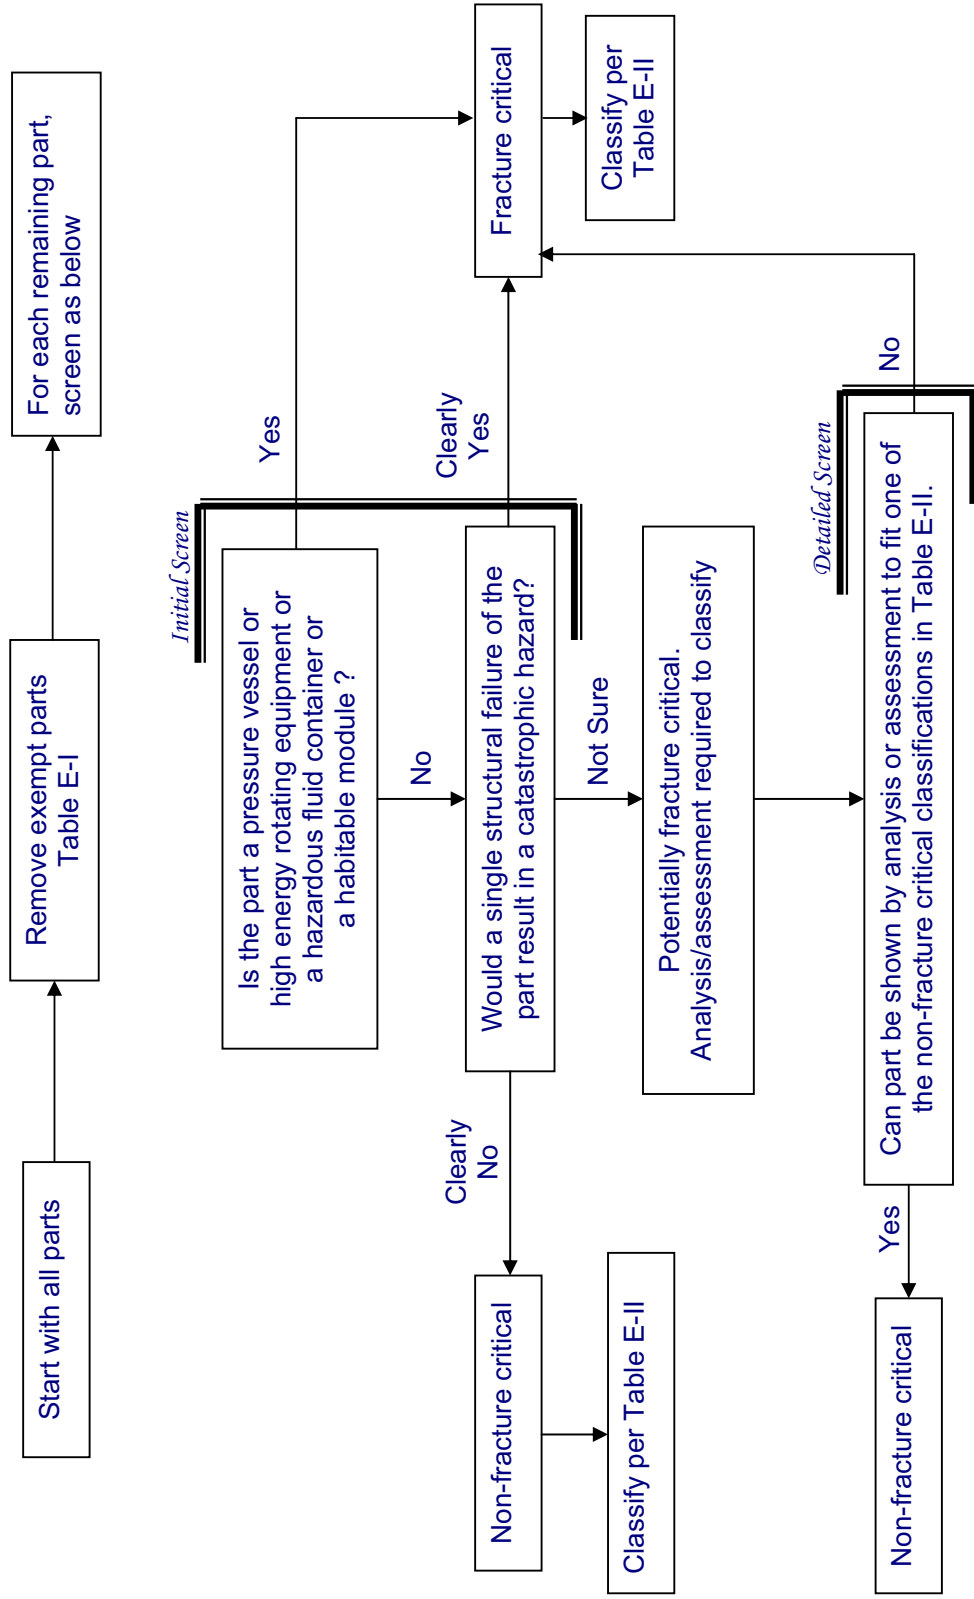 Start with all parts
Remove exempt parts
Table E-I
For each remaining part,
screen as below
Initial Screen
Is the part a pressure vessel or
high energy rotating equipment or
a hazardous fluid container or
a habitable module ?
Yes
No
Would a single structural failure of the
part result in a catastrophic hazard?
Clearly
No
Clearly
Yes
Non-fracture critical
Fracture critical
Not Sure
Classify per Table E-II
Classify per
Table E-II
Potentially fracture critical.
Analysis/assessment required to classify
Detailed Screen
Can part be shown by analysis or assessment to fit one of
the non-fracture critical classifications in Table E-II.
Yes
No
Non-fracture critical